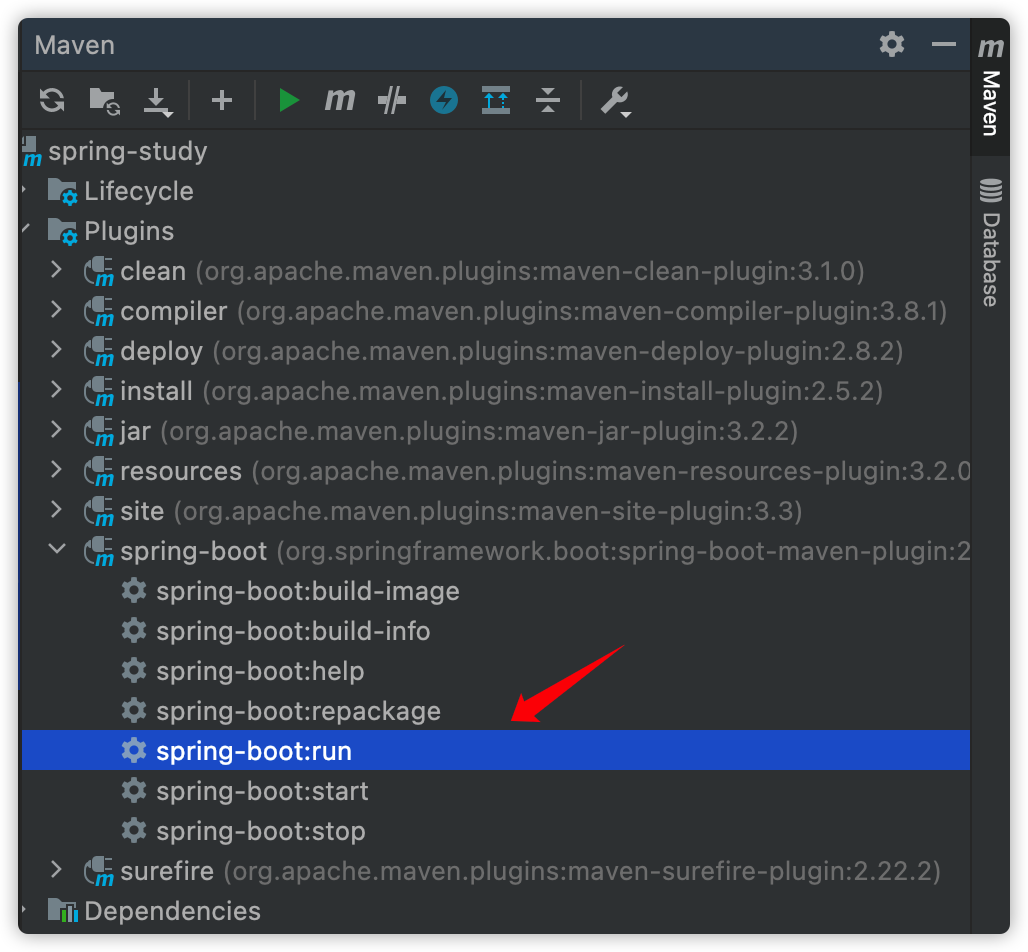 Maven
spring-study
Lifecycle
Plugins
clean (org.apache.maven.plugins:maven-clean-plugin:3.1.0)
compiler (org.apache.maven.plugins:maven-compiler-plugin:3.8.1)
deploy (org.apache.maven.plugins:maven-deploy-plugin:2.8.2)
install (org.apache.maven.plugins:maven-install-plugin:2.5.2)
jar (org.apache.maven.plugins:maven-jar-plugin:3.2.2)
resources (org.apache.maven.plugins:maven-resources-plugin:3.2.0
site (org.apache.maven.plugins:maven-site-plugin:3.3)
spring-boot (org.springframework.boot:spring-boot-maven-plugin:2
spring-boot:build-image
spring-boot:build-info
spring-boot:help
spring-boot:repackage
spring-boot:run
spring-boot:start
spring-boot:stop
surefire (org.apache.maven.plugins:maven-surefire-plugin:2.22.2)
Dependencies
Maven
Database